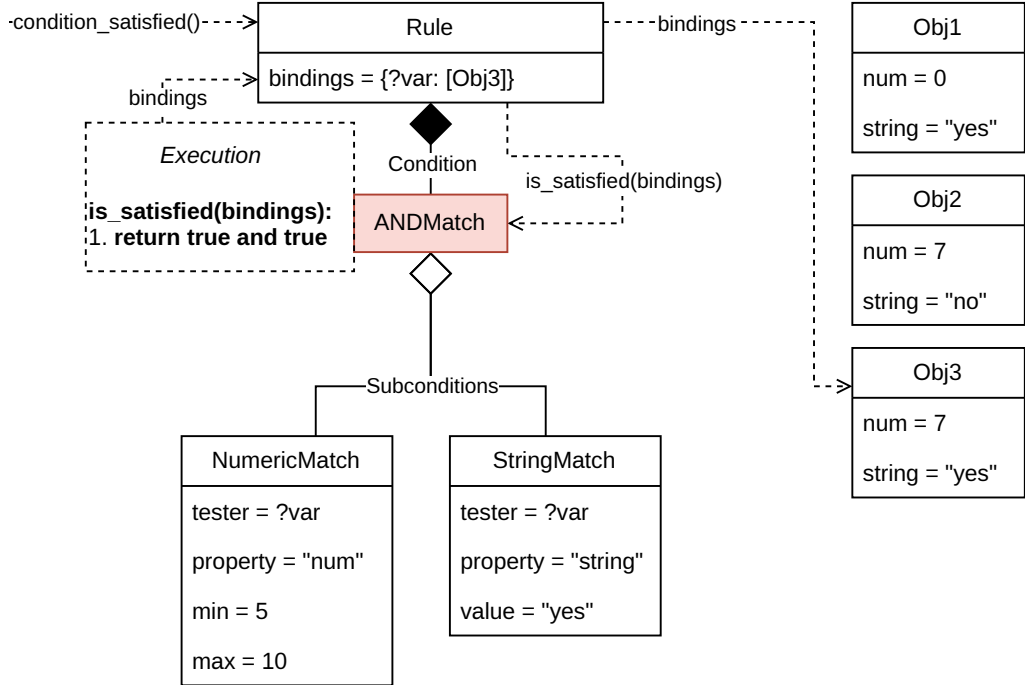 condition_satisfied()
Rule
bindings = {?var: [Obj3]}
bindings
bindings
Execution
is_satisfied(bindings):
1. return true and true
Condition
ANDMatch
is_satisfied(bindings)
Subconditions
NumericMatch
tester = ?var
property = "num"
min = 5
max = 10
StringMatch
tester = ?var
property = "string"
value = "yes"
Obj1
num = 0
string = "yes"
Obj2
num = 7
string = "no"
Obj3
num = 7
string = "yes"